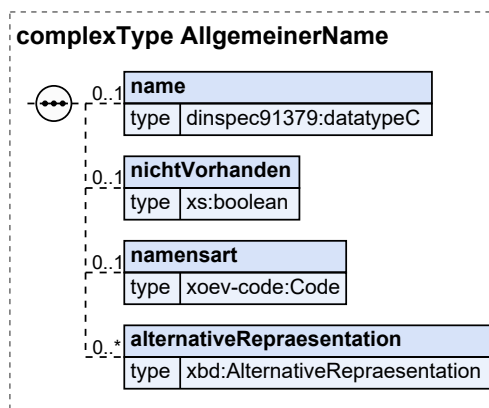 complexType AllgemeinerName
0..1 name
type dinspec91379:datatypeC
0..1 nichtVorhanden
type xs:boolean
0..1 namensart
type xoev-code:Code
0..* alternativeRepraesentation
type xbd:AlternativeRepraesentation